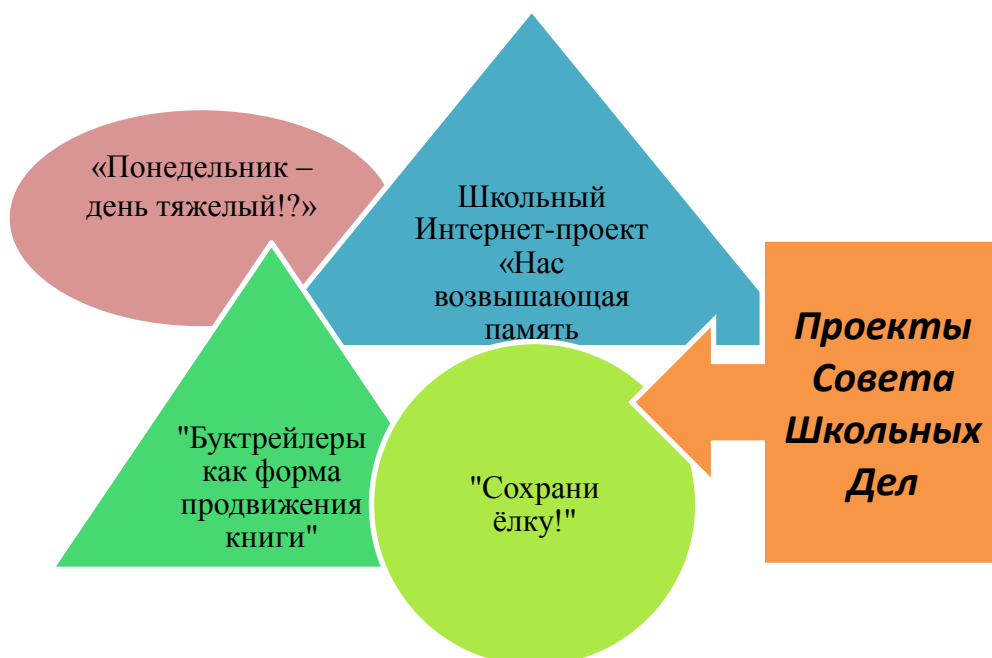 «Понедельник –
день тяжелый!?»
Школьный
Интернет-проект
«Нас
возвышающая
память
"Буктрейлеры
как форма
продвижения
книги"
"Сохрани
ёлку!"
Проекты
Совета
Школьных
Дел